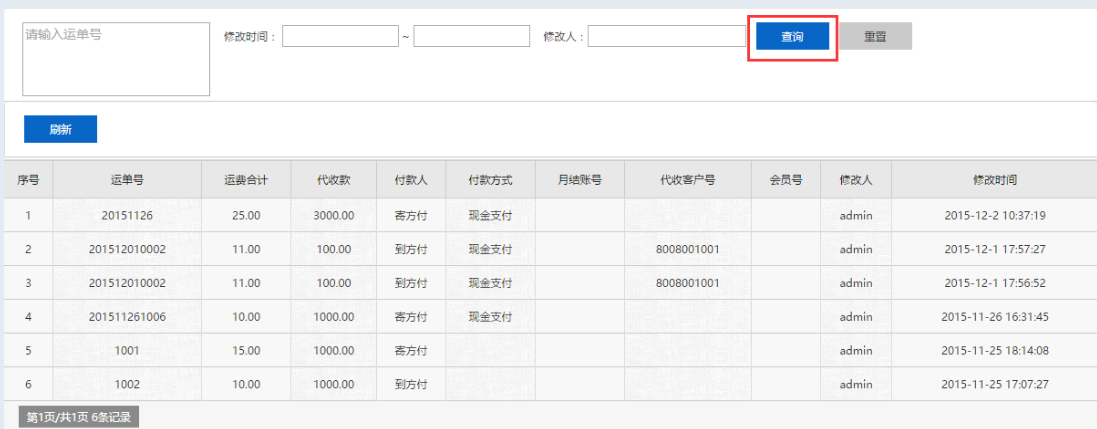 请输入运单号 修改时间： ~ 修改人： 查询 重置
刷新
序号 运单号 运费合计 代收款 付款人 付款方式 月结账号 代收客户号 会员号 修改人 修改时间
1 20151126 25.00 3000.00 寄方付 现金支付 admin 2015-12-2 10:37:19
2 201512010002 11.00 100.00 到方付 现金支付 8008001001 admin 2015-12-1 17:57:27
3 201512010002 11.00 100.00 到方付 现金支付 8008001001 admin 2015-12-1 17:56:52
4 201511261006 10.00 1000.00 寄方付 现金支付 admin 2015-11-26 16:31:45
5 1001 15.00 1000.00 寄方付 admin 2015-11-25 18:14:08
6 1002 10.00 1000.00 到方付 admin 2015-11-25 17:07:27
第1页/共1页 6条记录